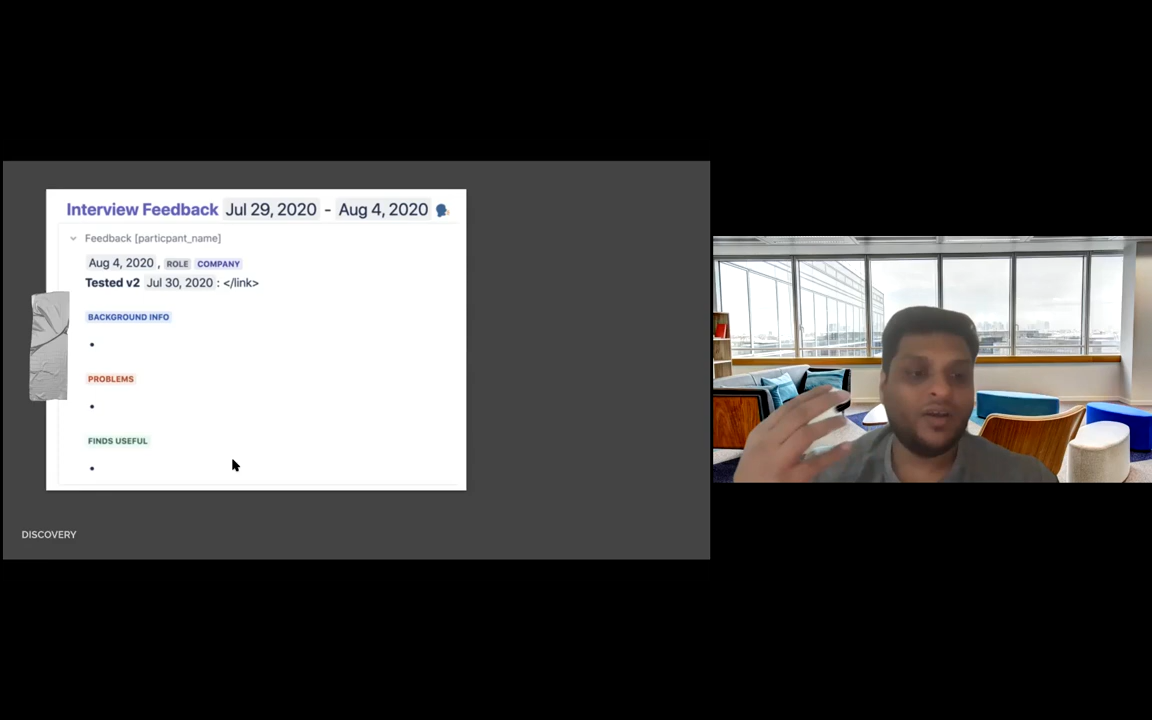 Interview Feedback Jul 29, 2020 - Aug 4, 2020
Feedback [particpant_name]
Aug 4, 2020 , ROLE COMPANY
Tested v2 Jul 30, 2020 : </link>
BACKGROUND INFO
PROBLEMS
FINDS USEFUL
DISCOVERY